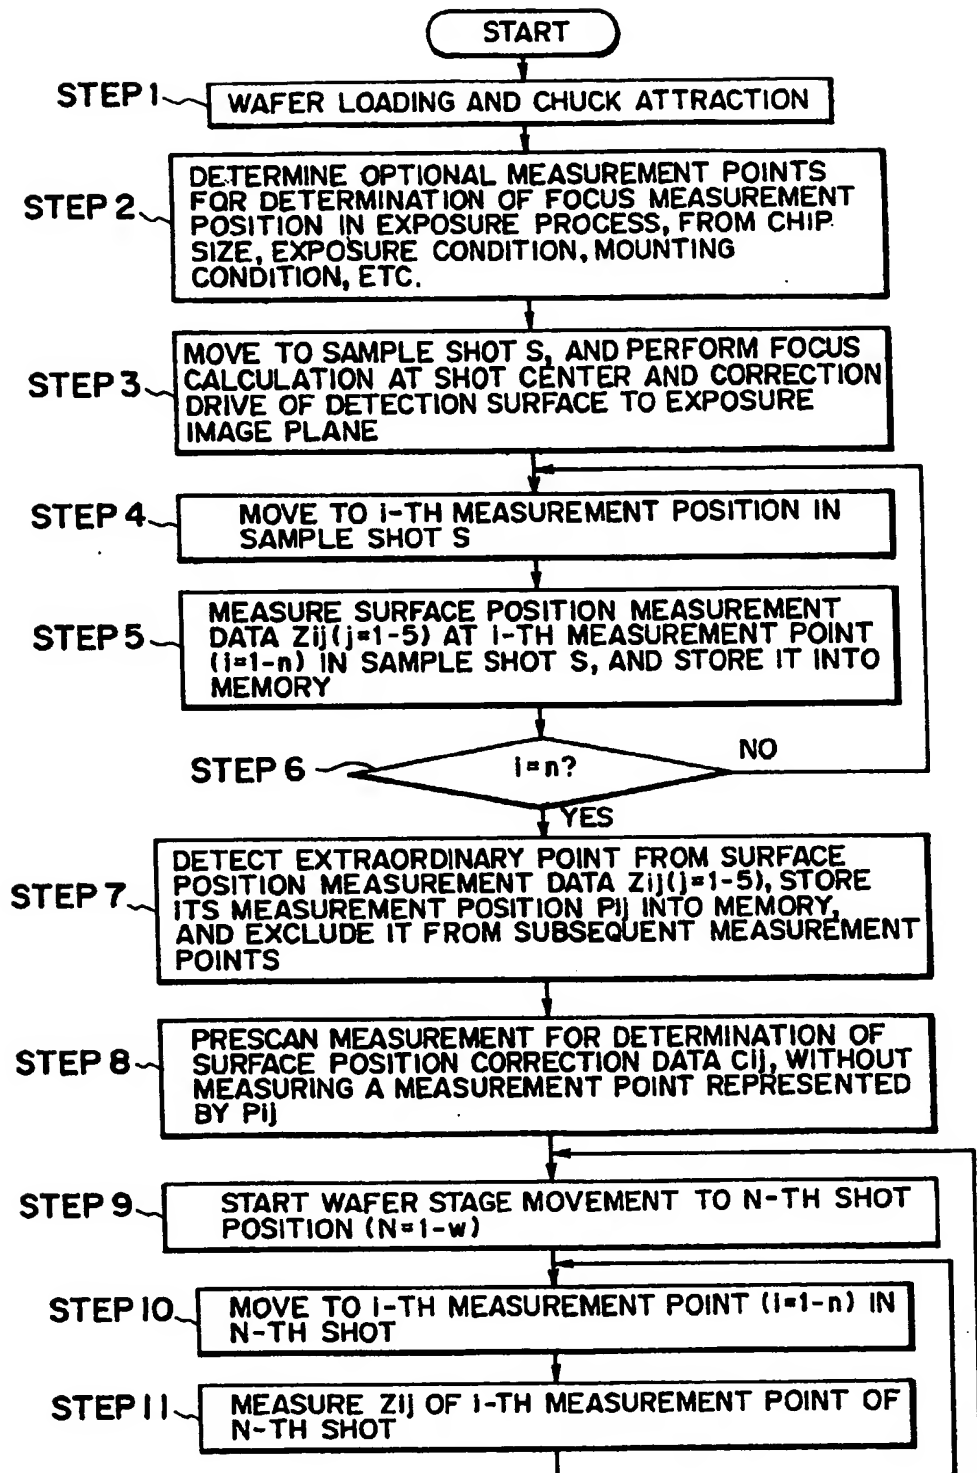 START
STEP 1
WAFER LOADING AND CHUCK ATTRACTION
STEP 2
DETERMINE OPTIONAL MEASUREMENT POINTS
FOR DETERMINATION OF FOCUS MEASUREMENT
POSITION IN EXPOSURE PROCESS, FROM CHIP
SIZE, EXPOSURE CONDITION, MOUNTING
CONDITION, ETC.
STEP 3
MOVE TO SAMPLE SHOT S, AND PERFORM FOCUS
CALCULATION AT SHOT CENTER AND CORRECTION
DRIVE OF DETECTION SURFACE TO EXPOSURE
IMAGE PLANE
STEP 4
MOVE TO i-TH MEASUREMENT POSITION IN
SAMPLE SHOT S
STEP 5
MEASURE SURFACE POSITION MEASUREMENT
DATA Zij(j=1-5) AT i-TH MEASUREMENT POINT
(i=1-n) IN SAMPLE SHOT S, AND STORE IT INTO
MEMORY
STEP 6
i=n?
NO
YES
STEP 7
DETECT EXTRAORDINARY POINT FROM SURFACE
POSITION MEASUREMENT DATA Zij(j=1-5), STORE
ITS MEASUREMENT POSITION Pij INTO MEMORY,
AND EXCLUDE IT FROM SUBSEQUENT MEASUREMENT
POINTS
STEP 8
PRESCAN MEASUREMENT FOR DETERMINATION OF
SURFACE POSITION CORRECTION DATA Cij, WITHOUT
MEASURING A MEASUREMENT POINT REPRESENTED
BY Pij
STEP 9
START WAFER STAGE MOVEMENT TO N-TH SHOT
POSITION (N=1-w)
STEP 10
MOVE TO i-TH MEASUREMENT POINT (i=1-n) IN
N-TH SHOT
STEP 11
MEASURE Zij OF i-TH MEASUREMENT POINT OF
N-TH SHOT